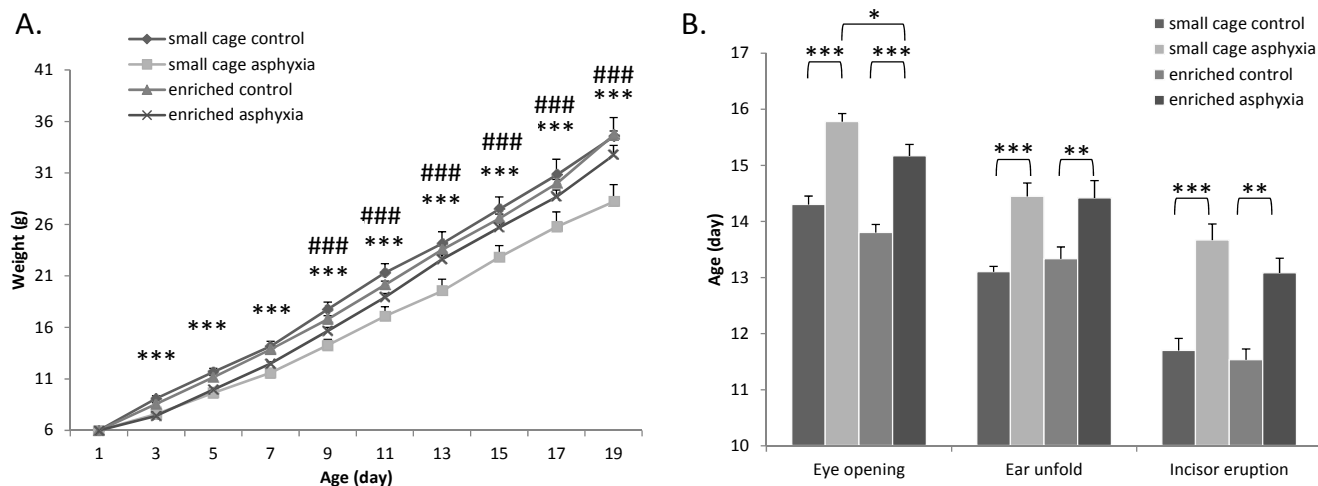 A.
small cage control
small cage asphyxia
enriched control
enriched asphyxia
41
36
31
26
21
16
11
6
Weight (g)
***
***
***
###
***
###
***
###
***
###
***
###
***
###
***
1 3 5 7 9 11 13 15 17 19
Age (day)
B.
small cage control
small cage asphyxia
enriched control
enriched asphyxia
17
16
15
14
13
12
11
10
Age (day)
*
*** ***
*** **
*** **
Eye opening Ear unfold Incisor eruption